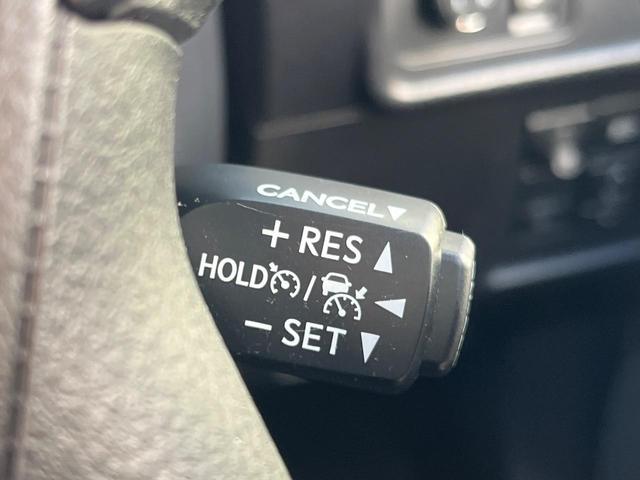 CANCEL▼
+ RES ▲
HOLD / ◀
− SET ▼